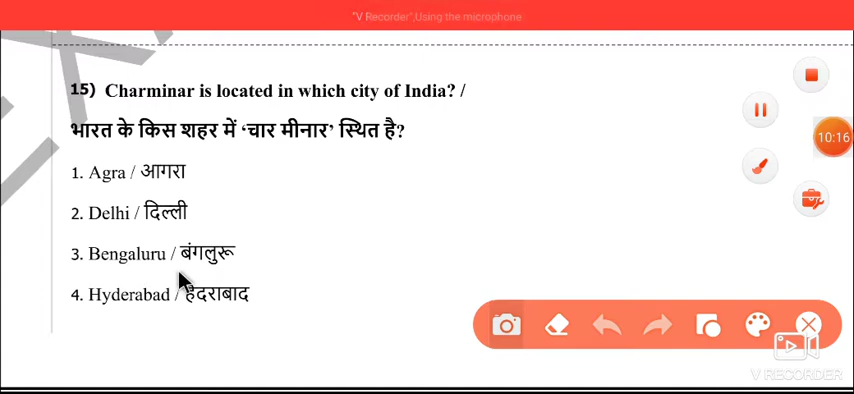 "V Recorder",Using the microphone
15) Charminar is located in which city of India? /
भारत के किस शहर में ‘चार मीनार’ स्थित है?
10:16
1. Agra / आगरा
2. Delhi / दिल्ली
3. Bengaluru / बंगलुरू
4. Hyderabad / हैदराबाद
V RECORDER